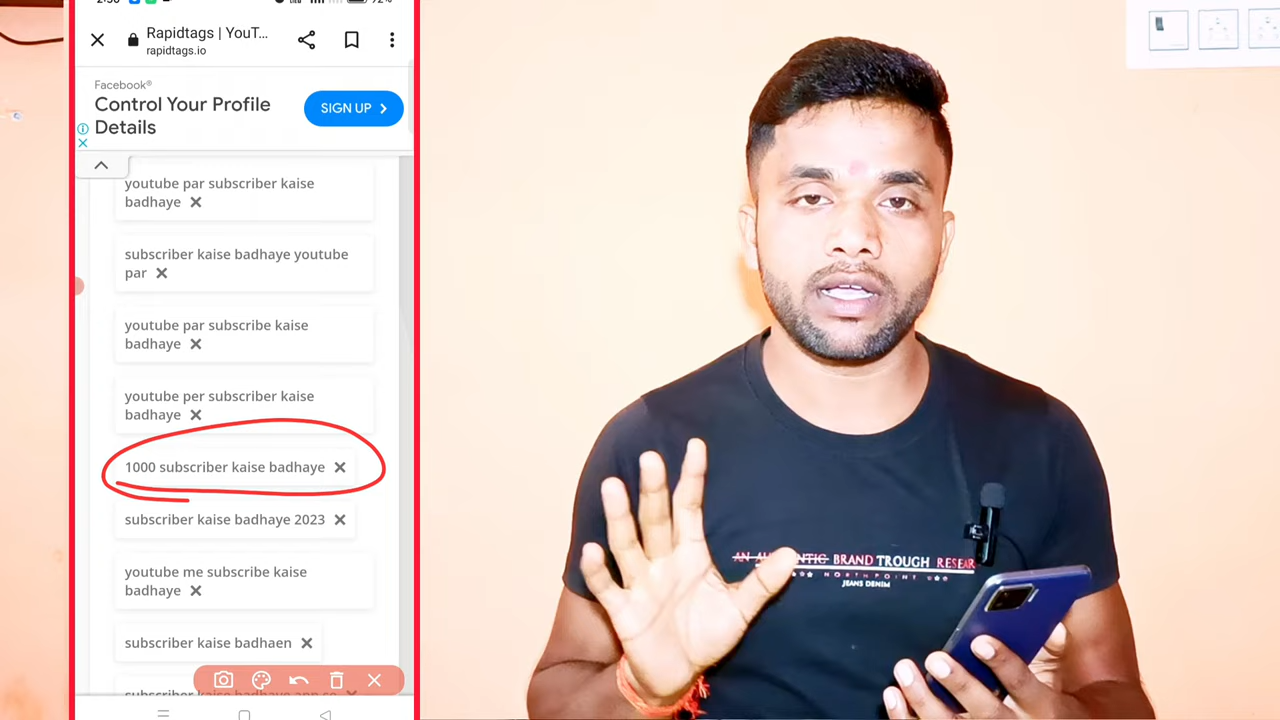 Rapidtags | YouT...
rapidtags.io
Facebook®
Control Your Profile
Details
SIGN UP
youtube par subscriber kaise
badhaye
subscriber kaise badhaye youtube
par
youtube par subscribe kaise
badhaye
youtube per subscriber kaise
badhaye
1000 subscriber kaise badhaye
subscriber kaise badhaye 2023
youtube me subscribe kaise
badhaye
subscriber kaise badhaen
BRAND TROUGH RESEAR
NORTHPOINT
JEANS DENIM